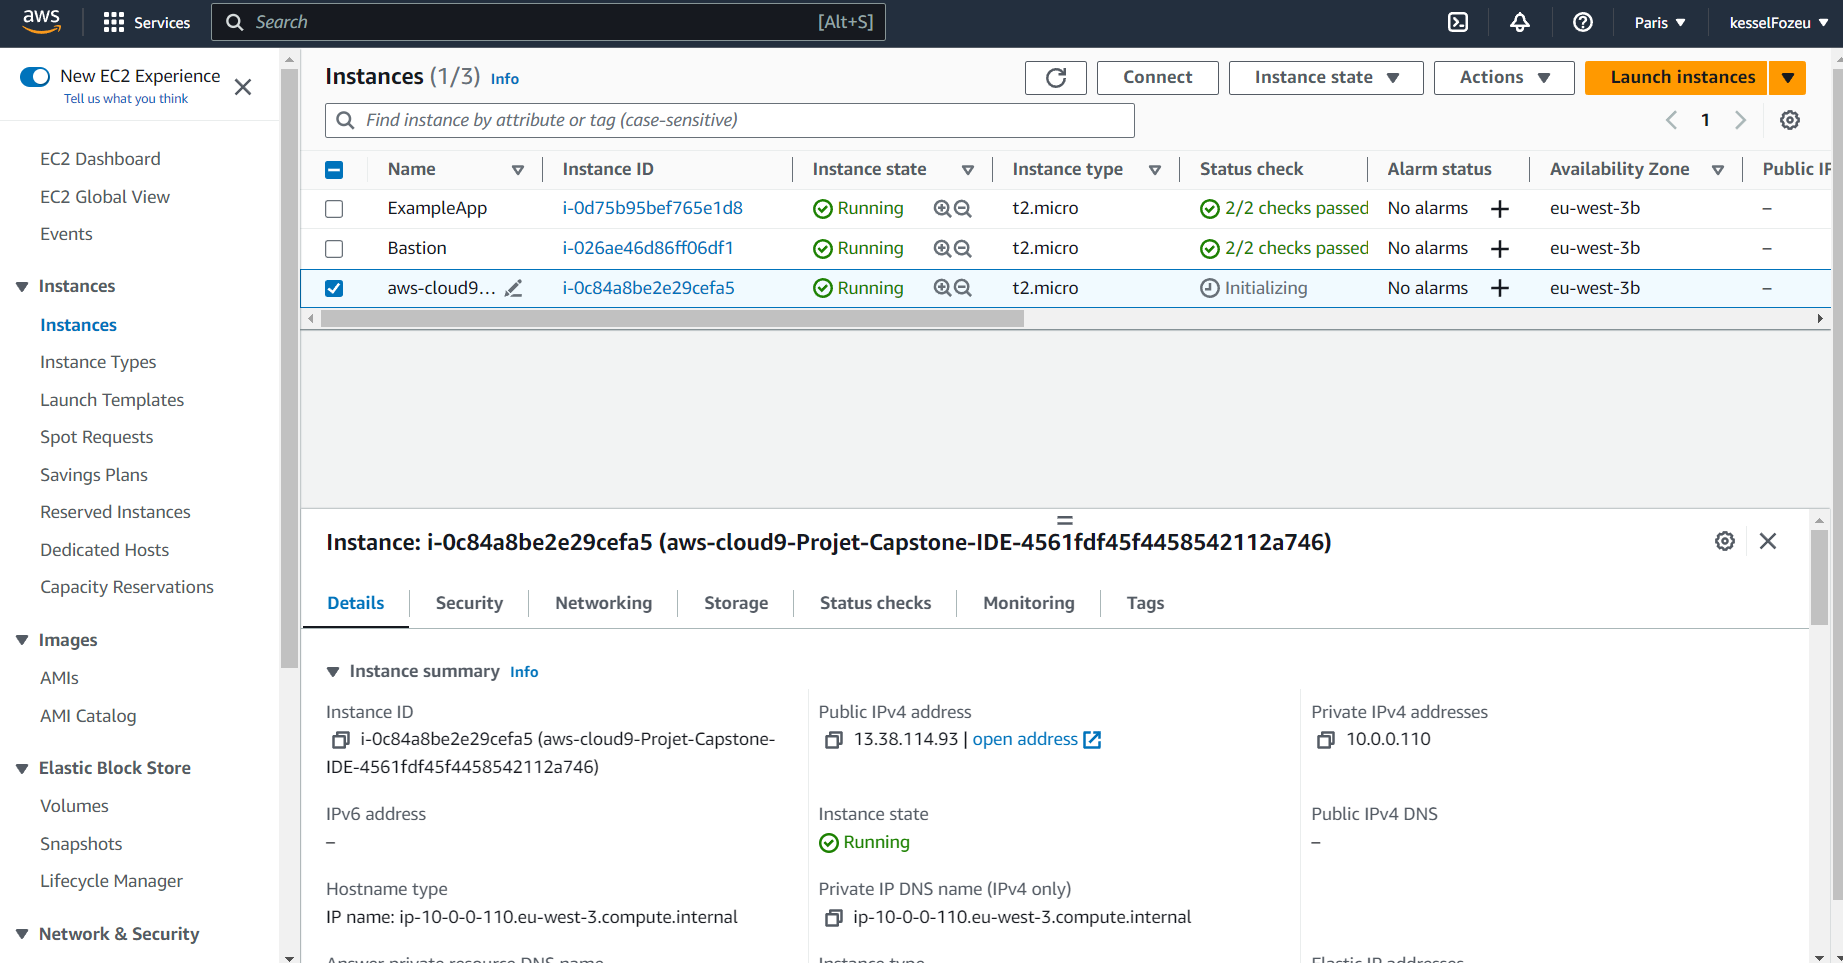 aws Services Search [Alt+S] Paris kesselFozeu
New EC2 Experience
Tell us what you think
EC2 Dashboard
EC2 Global View
Events
Instances
Instances
Instance Types
Launch Templates
Spot Requests
Savings Plans
Reserved Instances
Dedicated Hosts
Capacity Reservations
Images
AMIs
AMI Catalog
Elastic Block Store
Volumes
Snapshots
Lifecycle Manager
Network & Security
Instances (1/3) Info Connect Instance state Actions Launch instances
Find instance by attribute or tag (case-sensitive) 1
Name Instance ID Instance state Instance type Status check Alarm status Availability Zone Public IP
ExampleApp i-0d75b95bef765e1d8 Running t2.micro 2/2 checks passed No alarms + eu-west-3b –
Bastion i-026ae46d86ff06df1 Running t2.micro 2/2 checks passed No alarms + eu-west-3b –
aws-cloud9... i-0c84a8be2e29cefa5 Running t2.micro Initializing No alarms + eu-west-3b –
Instance: i-0c84a8be2e29cefa5 (aws-cloud9-Projet-Capstone-IDE-4561fdf45f4458542112a746)
Details Security Networking Storage Status checks Monitoring Tags
Instance summary Info
Instance ID
i-0c84a8be2e29cefa5 (aws-cloud9-Projet-Capstone-
IDE-4561fdf45f4458542112a746)
Public IPv4 address
13.38.114.93 | open address
Private IPv4 addresses
10.0.0.110
IPv6 address
–
Instance state
Running
Public IPv4 DNS
–
Hostname type
IP name: ip-10-0-0-110.eu-west-3.compute.internal
Private IP DNS name (IPv4 only)
ip-10-0-0-110.eu-west-3.compute.internal
Answer private resource DNS name
Instance type
Elastic IP addresses